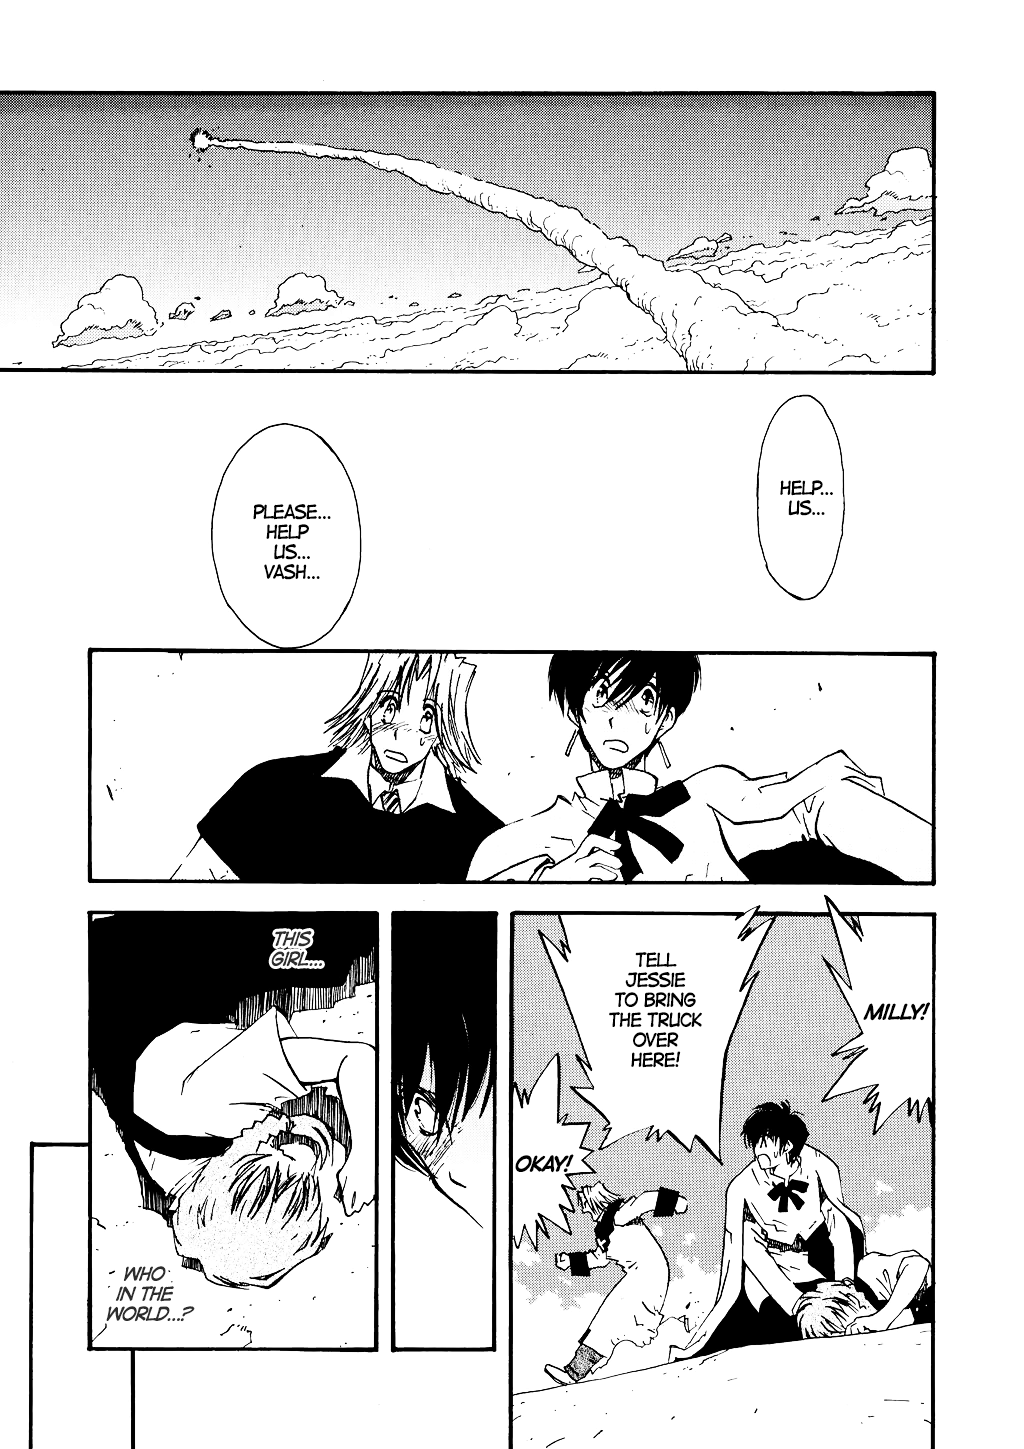 HELP...
US...
PLEASE...
HELP
US...
VASH...
MILLY!
TELL
JESSIE
TO BRING
THE TRUCK
OVER
HERE!
OKAY!
THIS
GIRL...
WHO
IN THE
WORLD...?